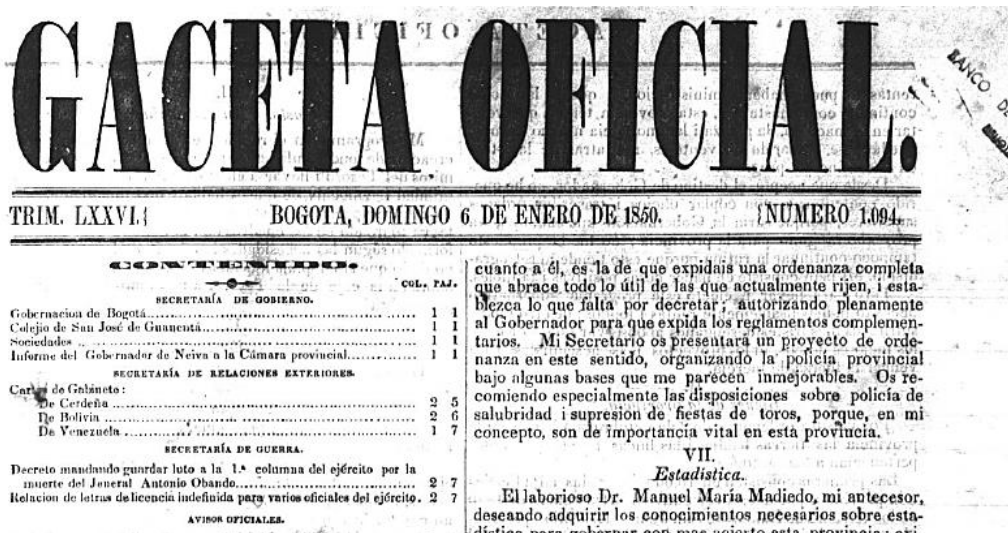 GACETA OFICIAL.
BANCO DE
TRIM. LXXVI.{
BOGOTA, DOMINGO 6 DE ENERO DE 1850.
}NUMERO 1.094.
CONTENIDO.
COL. PAJ.
SECRETARÍA DE GOBIERNO.
Gobernacion de Bogotá........ 1 1
Colejio de San José de Guanentá........ 1 1
Sociedades ........ 1 1
Informe del Gobernador de Neiva a la Cámara provincial........ 1 1
SECRETARÍA DE RELACIONES EXTERIORES.
Cartas de Gabinete:
De Cerdeña ........ 2 5
De Bolivia ........ 2 6
De Venezuela ........ 1 7
SECRETARÍA DE GUERRA.
Decreto mandando guardar luto a la 1.ª columna del ejército por la
muerte del Jeneral Antonio Obando........ 2 7
Relacion de letras de licencia indefinida para varios oficiales del ejército. 2 7
AVISOS OFICIALES.
cuanto a él, es la de que expidais una ordenanza completa
que abrace todo lo útil de las que actualmente rijen, i esta-
blezca lo que falta por decretar; autorizando plenamente
al Gobernador para que expida los reglamentos complemen-
tarios. Mi Secretario os presentará un proyecto de orde-
nanza en este sentido, organizando la policía provincial
bajo algunas bases que me parecen inmejorables. Os re-
comiendo especialmente las disposiciones sobre policía de
salubridad i supresion de fiestas de toros, porque, en mi
concepto, son de importancia vital en esta provincia.
VII.
Estadística.
El laborioso Dr. Manuel María Madiedo, mi antecesor,
deseando adquirir los conocimientos necesarios sobre esta-
dística para gobernar con mas acierto esta provincia;